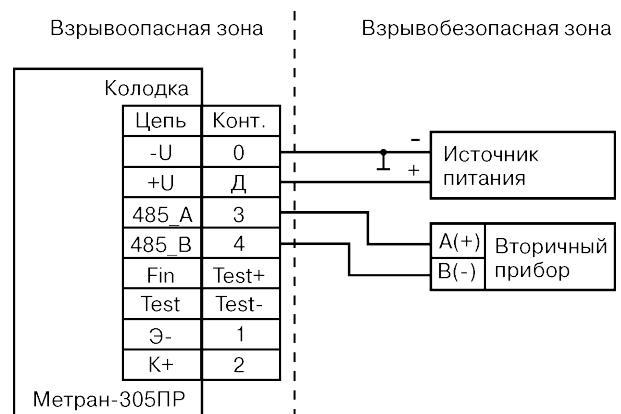 Взрывоопасная зона
Взрывобезопасная зона
Колодка
Цепь Конт.
-U 0
+U Д
485_A 3
485_B 4
Fin Test+
Test Test-
Э- 1
К+ 2
Метран-305ПР
–
+
Источник
питания
A(+)
B(-)
Вторичный
прибор